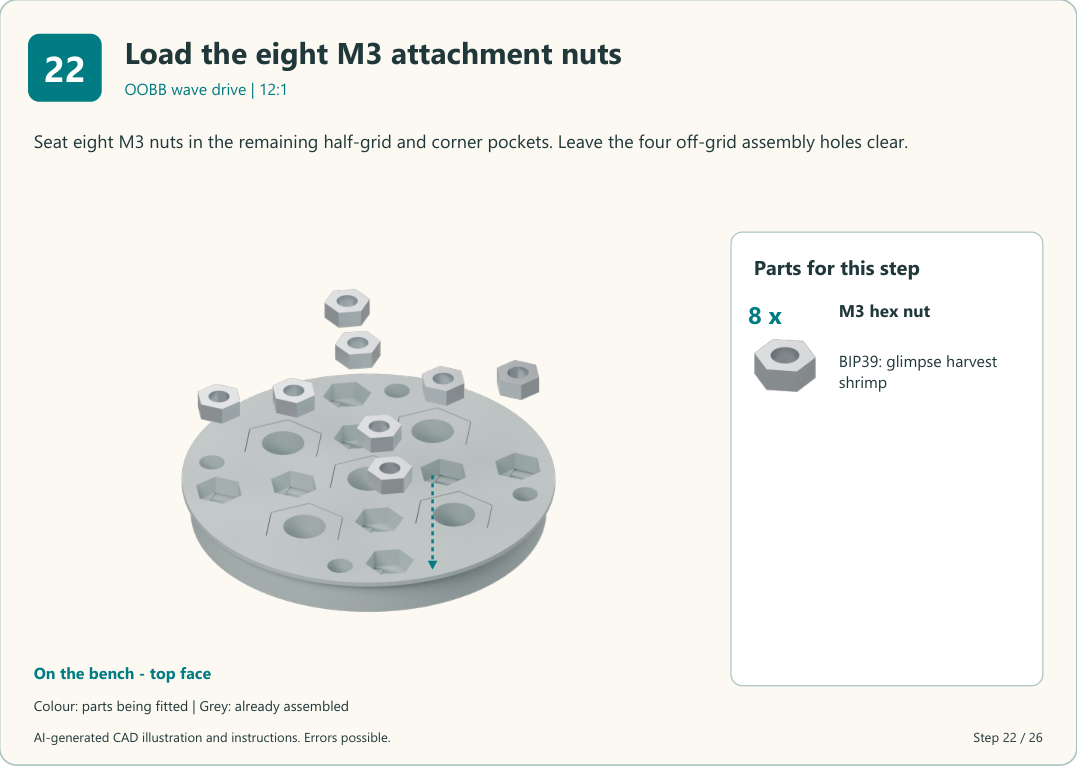 22
Load the eight M3 attachment nuts
OOBB wave drive | 12:1
Seat eight M3 nuts in the remaining half-grid and corner pockets. Leave the four off-grid assembly holes clear.
Parts for this step
8 x
M3 hex nut
BIP39: glimpse harvest
shrimp
On the bench - top face
Colour: parts being fitted | Grey: already assembled
AI-generated CAD illustration and instructions. Errors possible.
Step 22 / 26